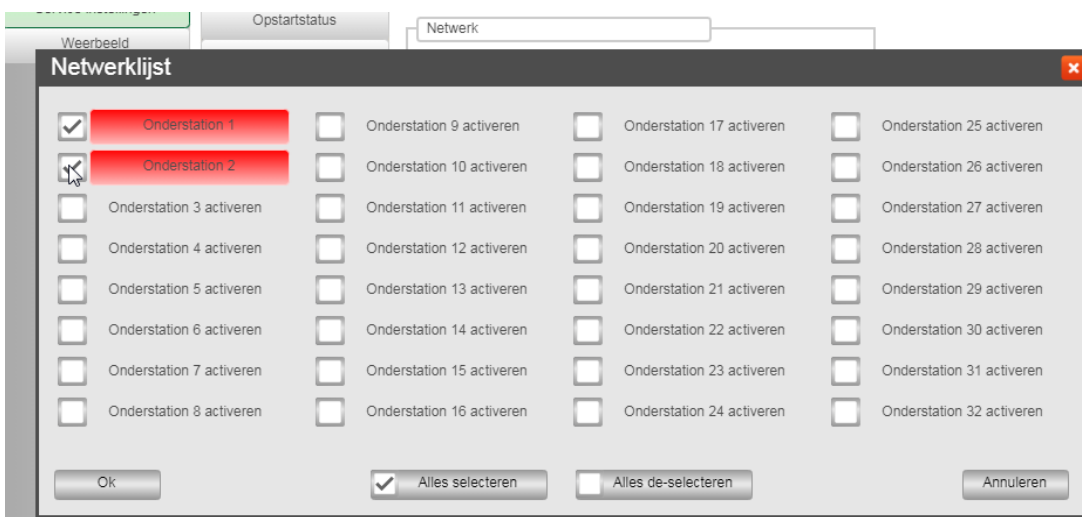 Service instellingen
Opstartstatus
Netwerk
Weerbeeld
Netwerklijst
Onderstation 1
Onderstation 9 activeren
Onderstation 17 activeren
Onderstation 25 activeren
Onderstation 2
Onderstation 10 activeren
Onderstation 18 activeren
Onderstation 26 activeren
Onderstation 3 activeren
Onderstation 11 activeren
Onderstation 19 activeren
Onderstation 27 activeren
Onderstation 4 activeren
Onderstation 12 activeren
Onderstation 20 activeren
Onderstation 28 activeren
Onderstation 5 activeren
Onderstation 13 activeren
Onderstation 21 activeren
Onderstation 29 activeren
Onderstation 6 activeren
Onderstation 14 activeren
Onderstation 22 activeren
Onderstation 30 activeren
Onderstation 7 activeren
Onderstation 15 activeren
Onderstation 23 activeren
Onderstation 31 activeren
Onderstation 8 activeren
Onderstation 16 activeren
Onderstation 24 activeren
Onderstation 32 activeren
Ok
Alles selecteren
Alles de-selecteren
Annuleren